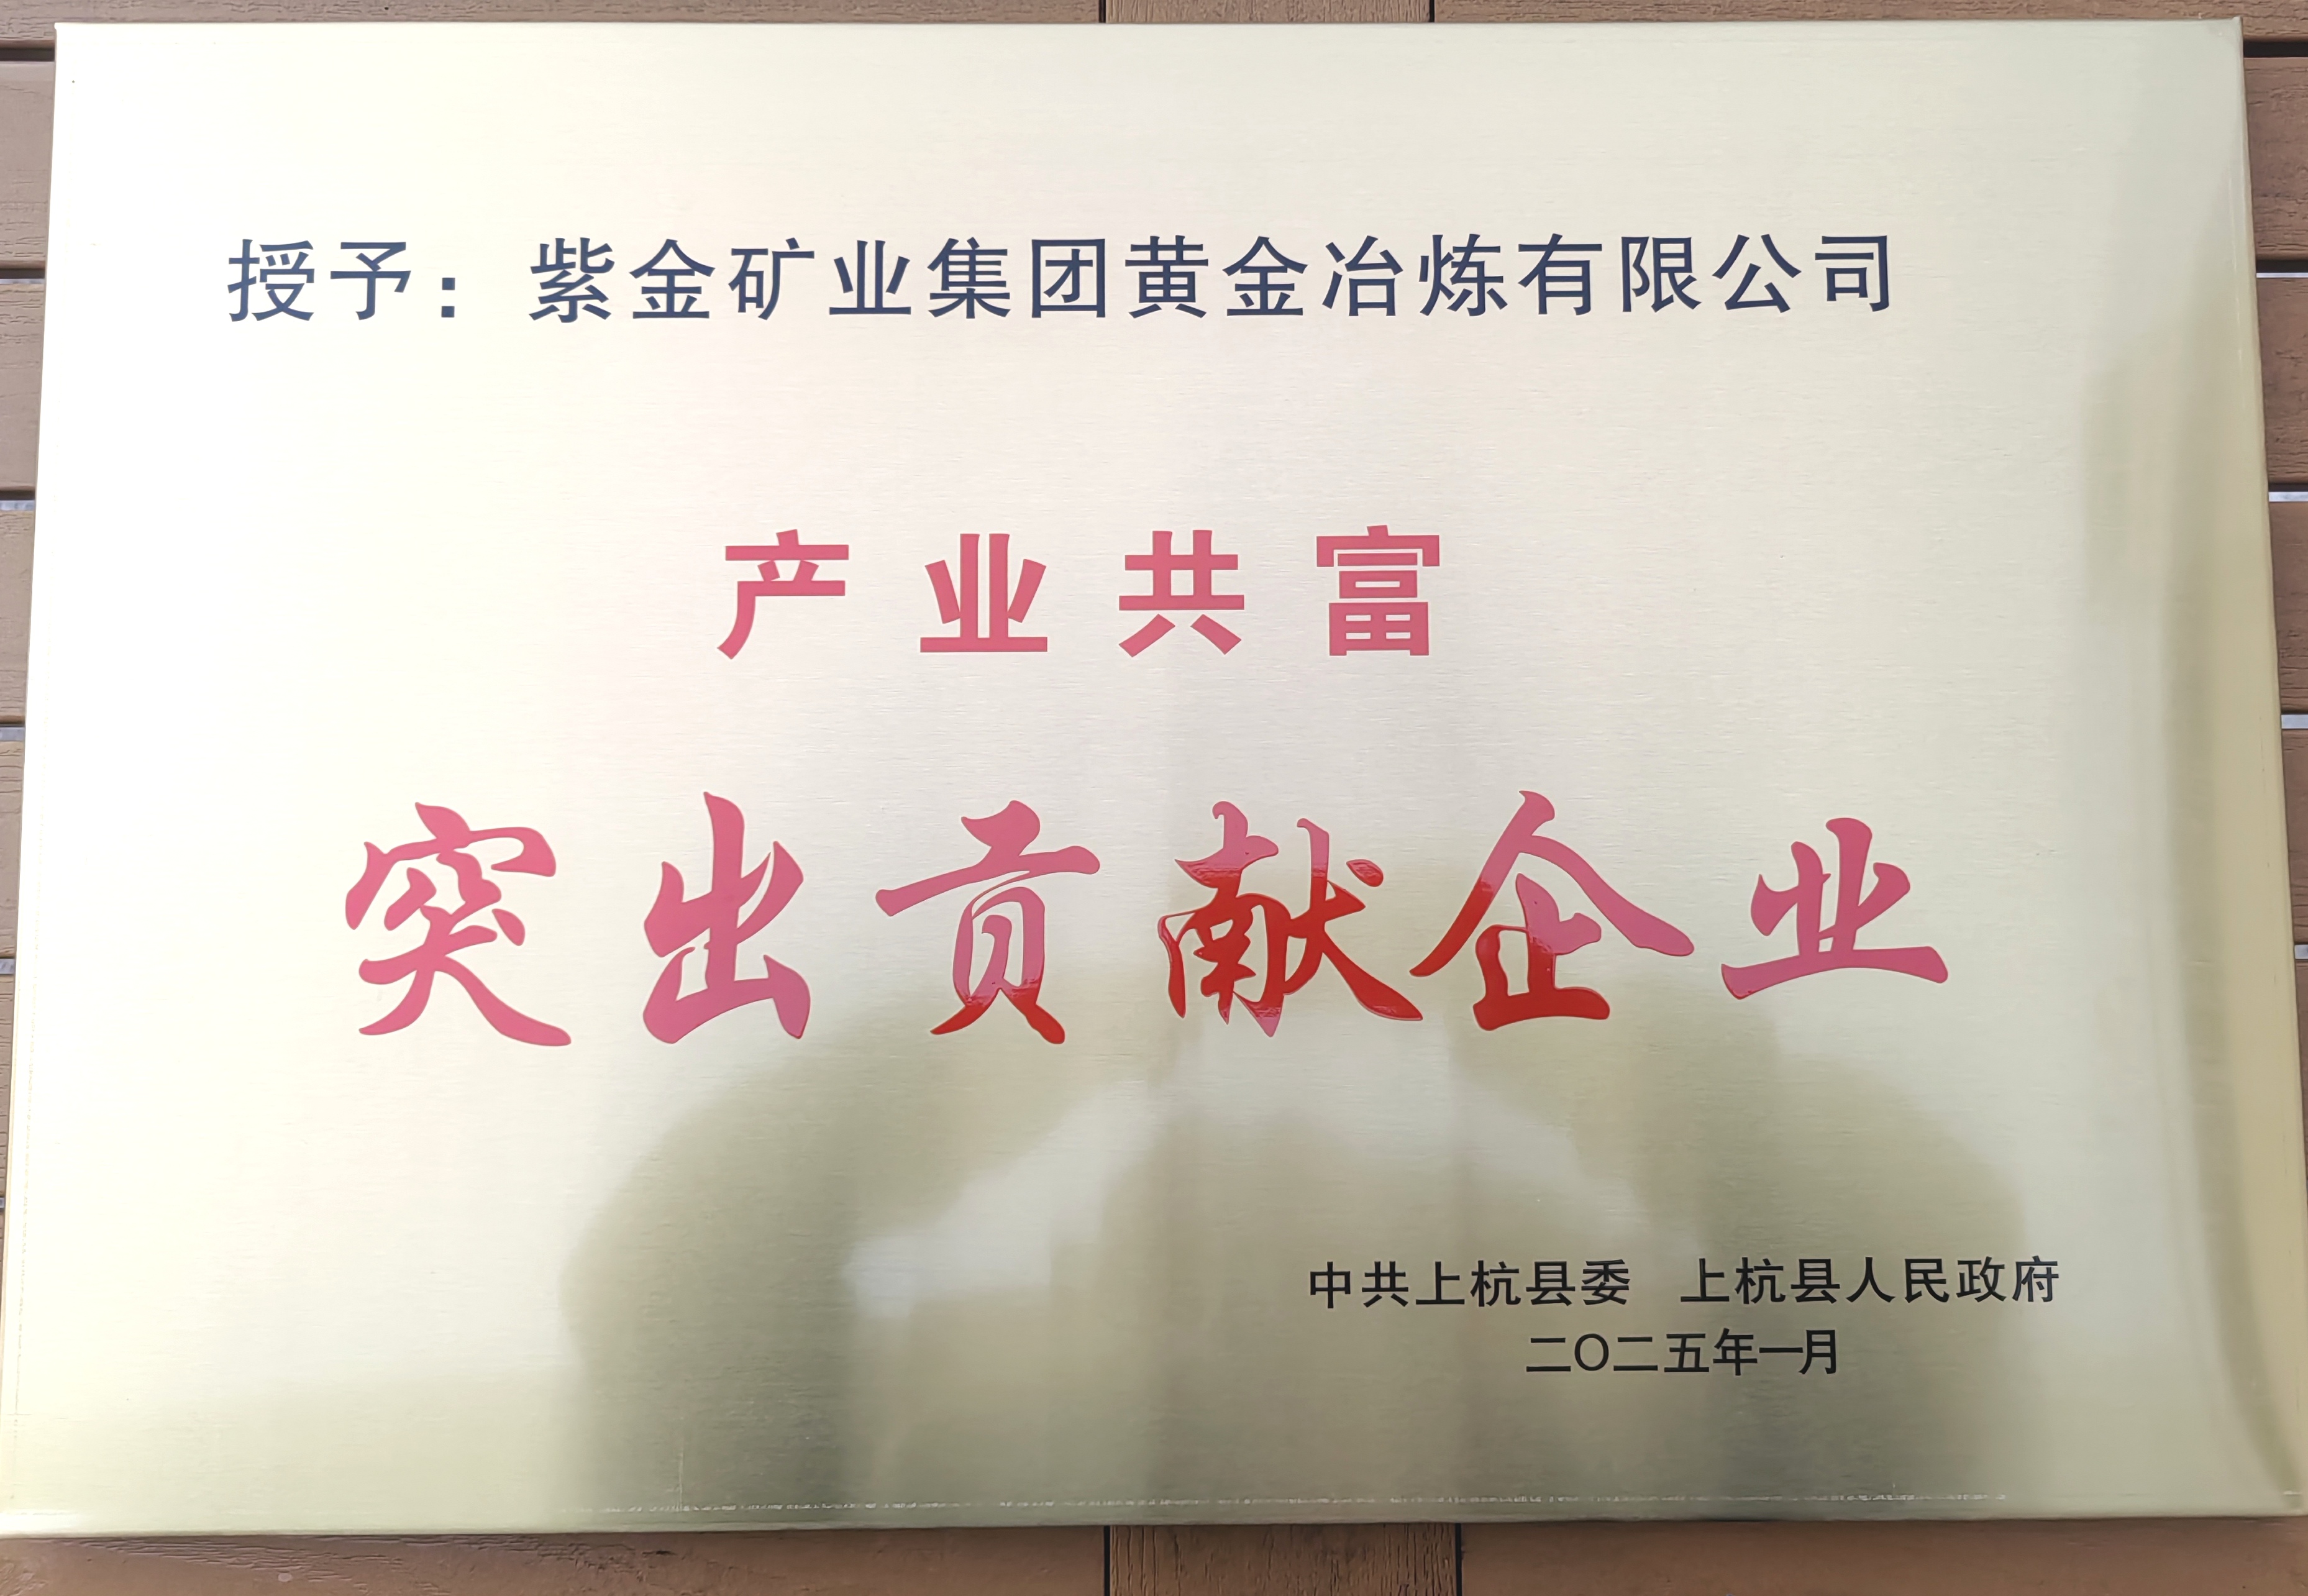 授予：紫金矿业集团黄金冶炼有限公司
产业共富
突出贡献企业
中共上杭县委 上杭县人民政府
二〇二五年一月